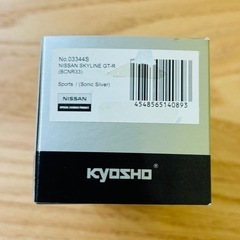 No.03344S
NISSAN SKYLINE GT-R
(BCNR33)
Sports / (Sonic Silver)
4548565140893
NISSAN
KYOSHO